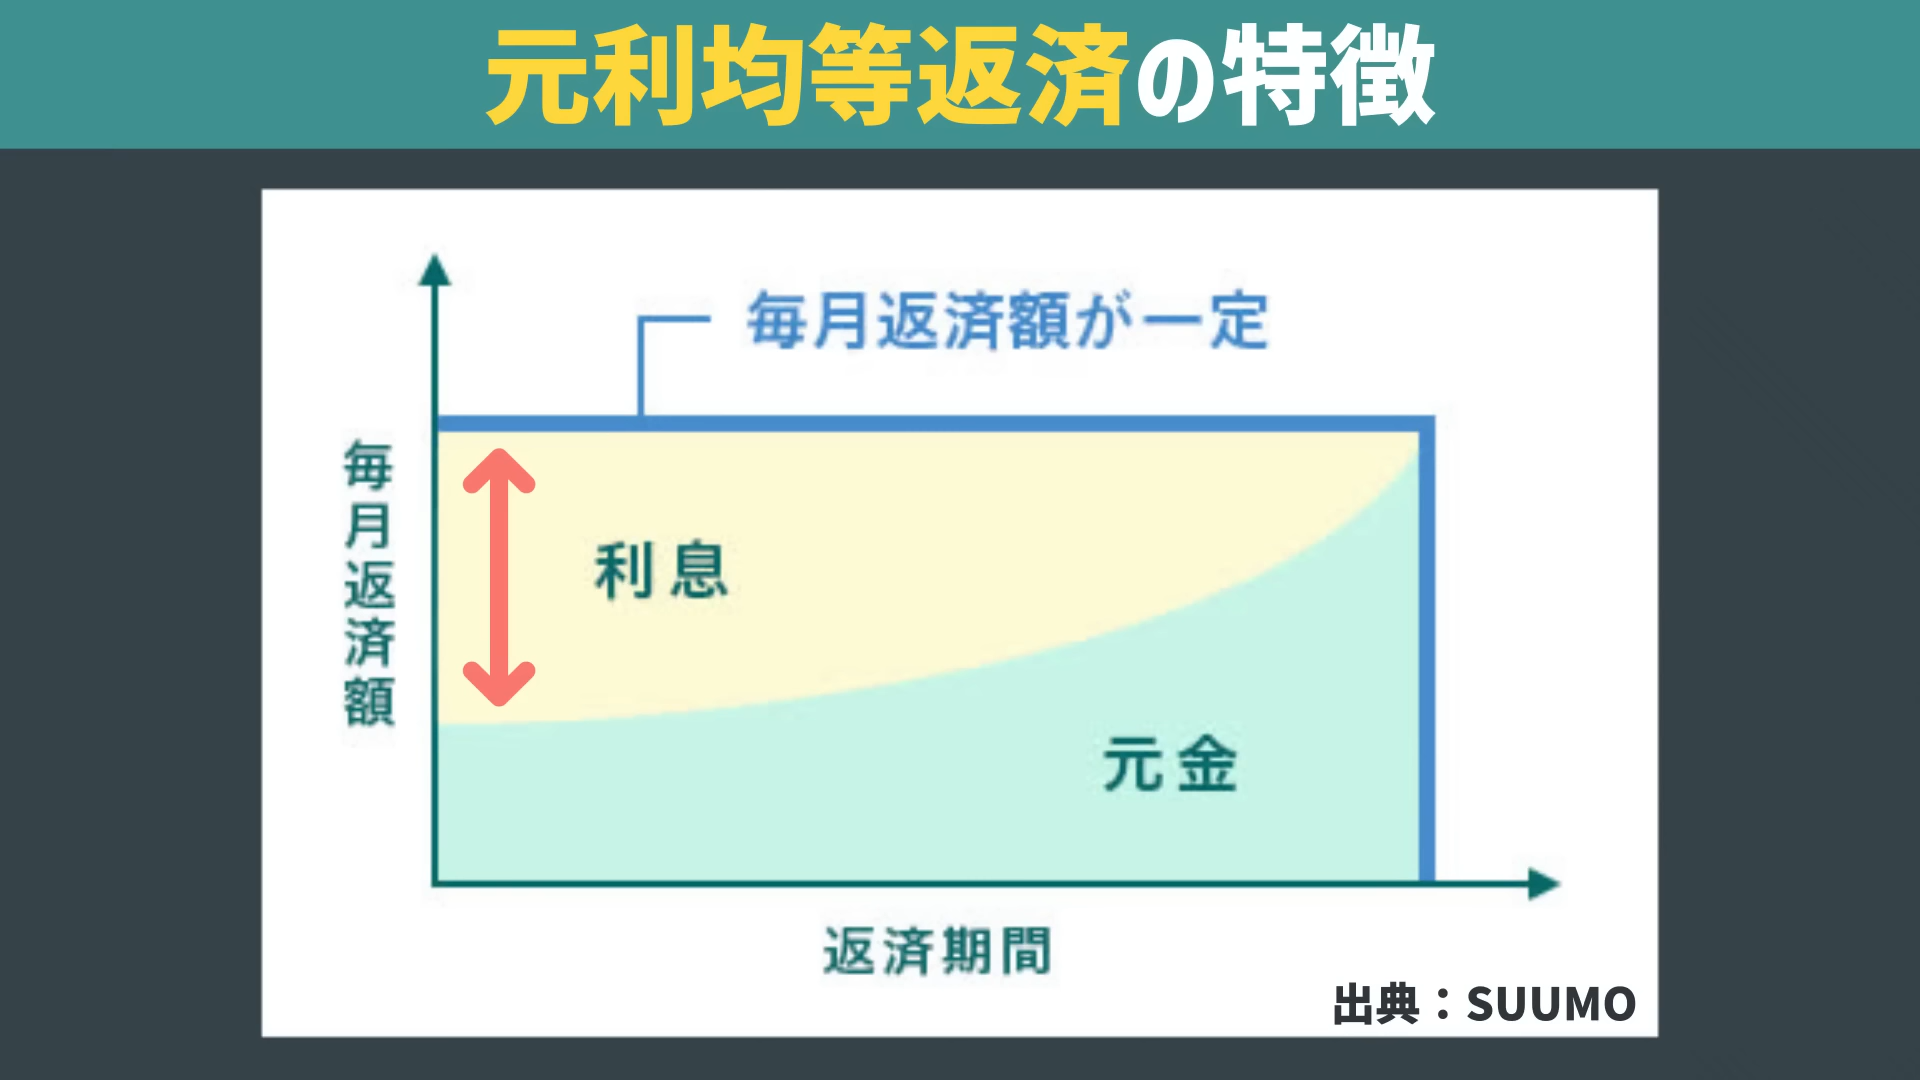 元利均等返済の特徴
毎月返済額が一定
毎月返済額
利息
元金
返済期間
出典：SUUMO